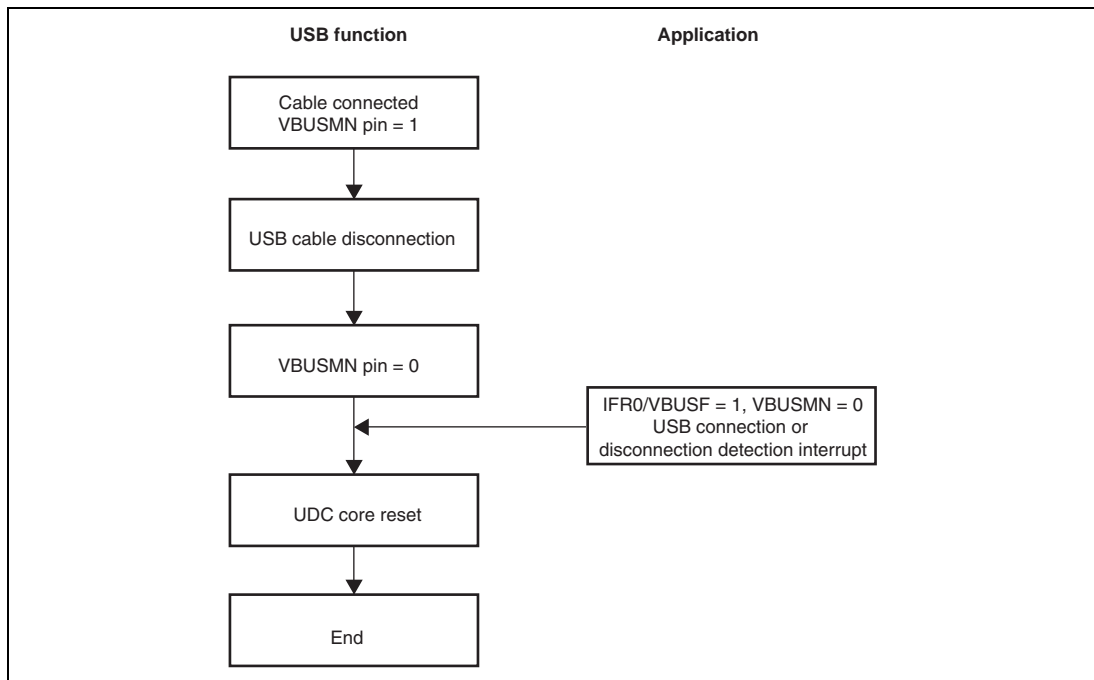 USB function
Application
Cable connected
VBUSMN pin = 1
USB cable disconnection
VBUSMN pin = 0
IFR0/VBUSF = 1, VBUSMN = 0
USB connection or
disconnection detection interrupt
UDC core reset
End